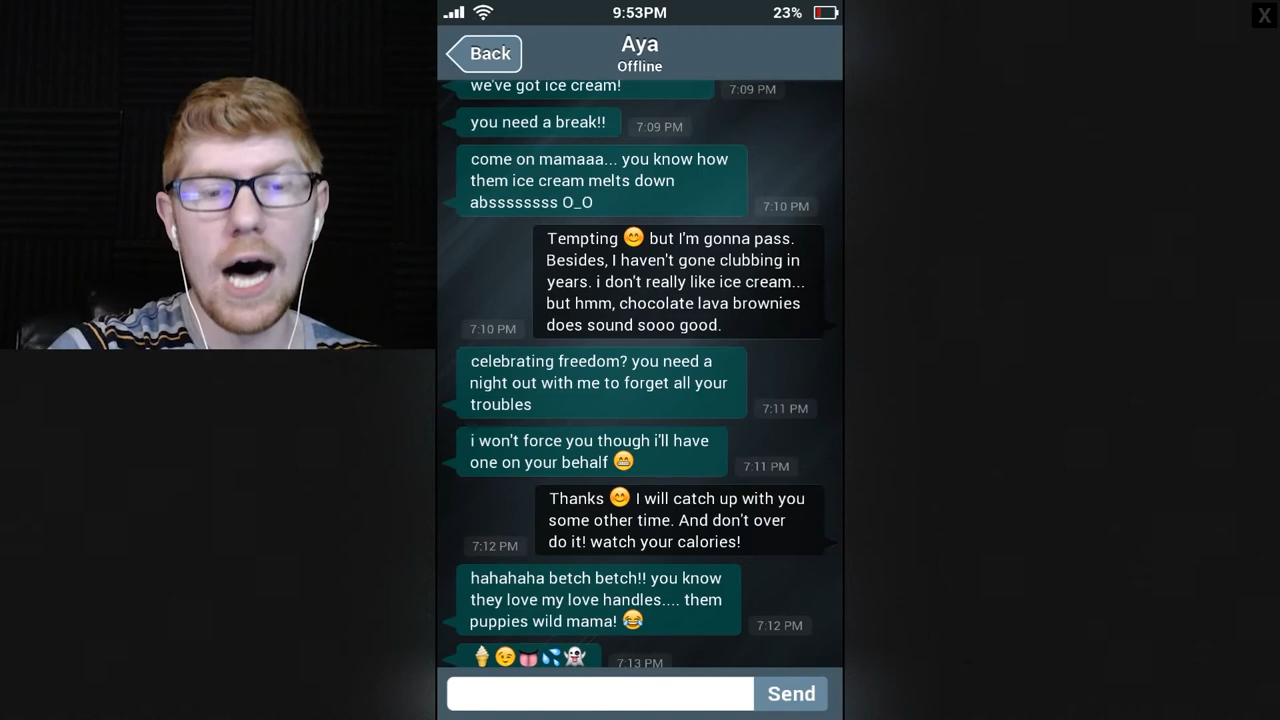 9:53PM
23%
X
Back
Aya
Offline
we've got ice cream!
7:09 PM
you need a break!!
7:09 PM
come on mamaaa... you know how
them ice cream melts down
abssssssss O_O
7:10 PM
Tempting 😊 but I'm gonna pass.
Besides, I haven't gone clubbing in
years. i don't really like ice cream...
but hmm, chocolate lava brownies
does sound sooo good.
7:10 PM
celebrating freedom? you need a
night out with me to forget all your
troubles
7:11 PM
i won't force you though i'll have
one on your behalf 😁
7:11 PM
Thanks 😊 I will catch up with you
some other time. And don't over
do it! watch your calories!
7:12 PM
hahahaha betch betch!! you know
they love my love handles.... them
puppies wild mama! 😂
7:12 PM
🍦😉👅💦👻
7:13 PM
Send